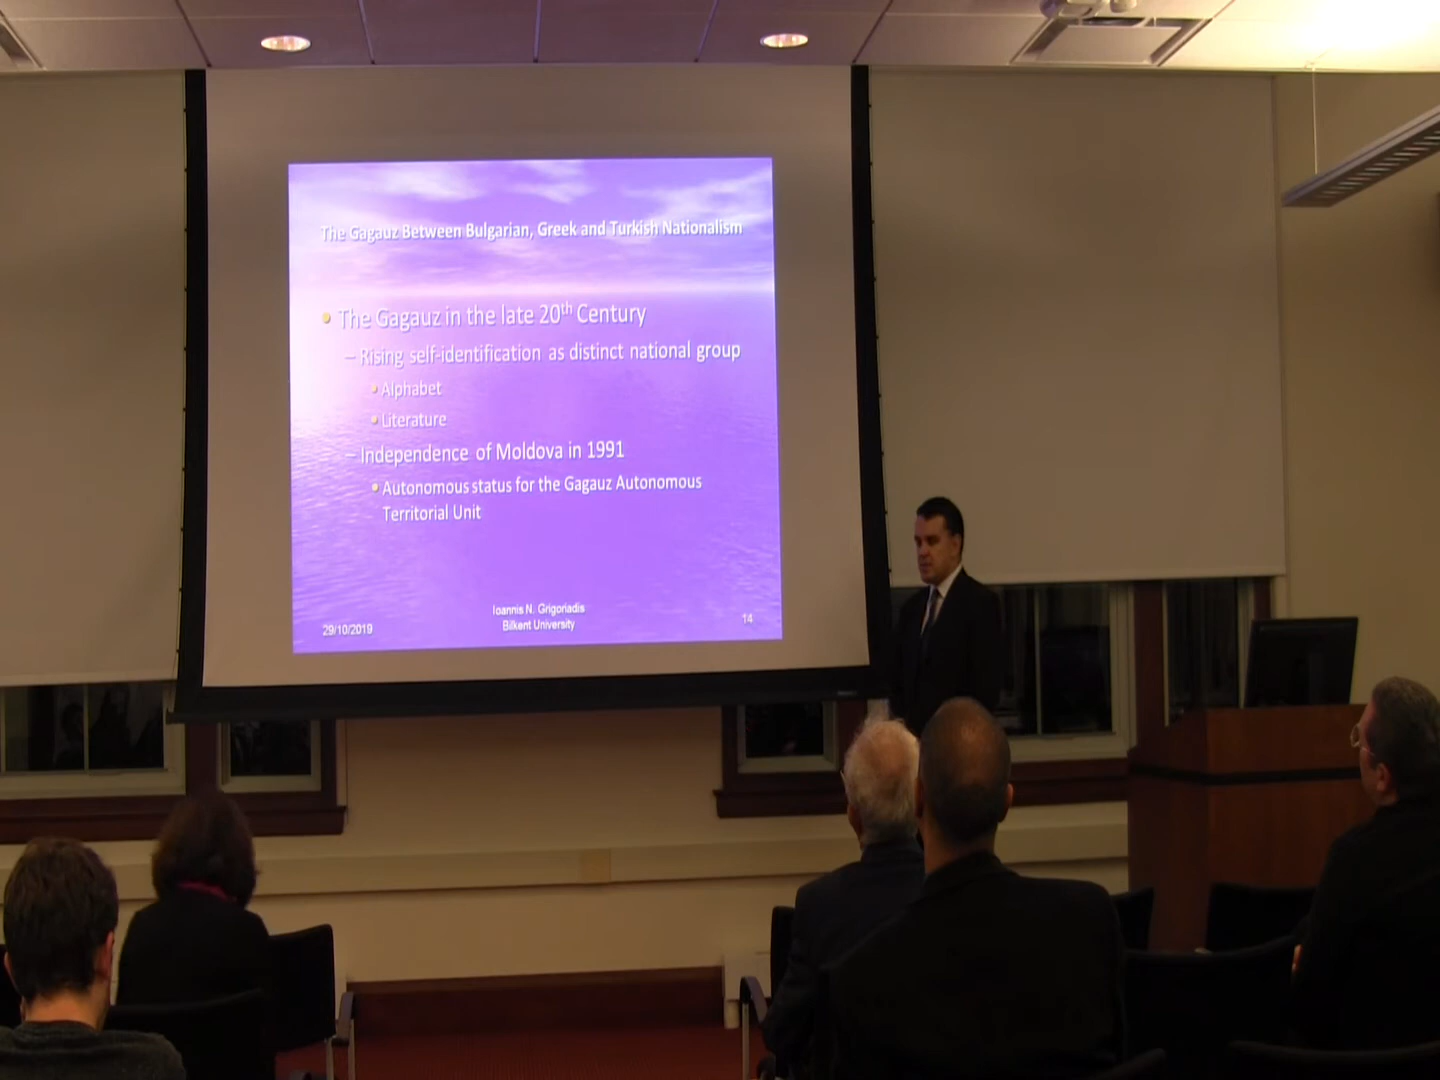 The Gagauz Between Bulgarian, Greek and Turkish Nationalism
• The Gagauz in the late 20th Century
– Rising self-identification as distinct national group
• Alphabet
• Literature
– Independence of Moldova in 1991
• Autonomous status for the Gagauz Autonomous
Territorial Unit
29/10/2019
Ioannis N. Grigoriadis
Bilkent University
14